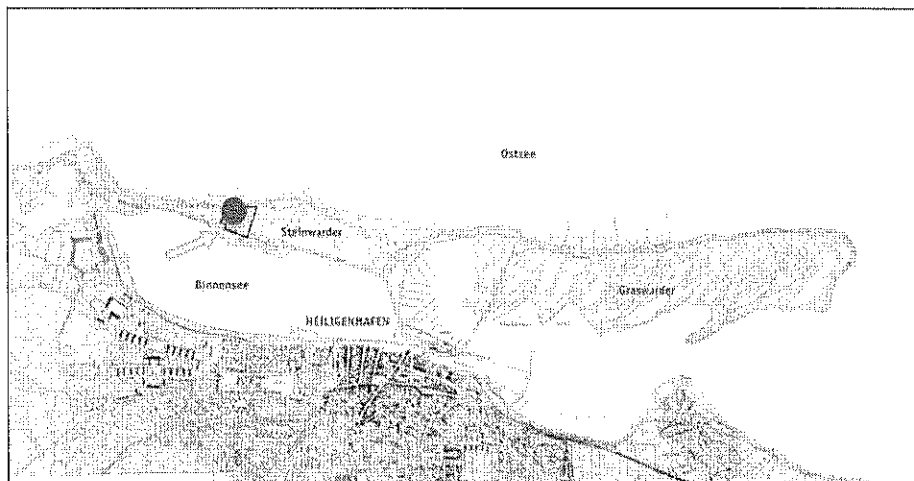 Ostsee
Steinwarder
Binnensee
Graswarder
HEILIGENHAFEN